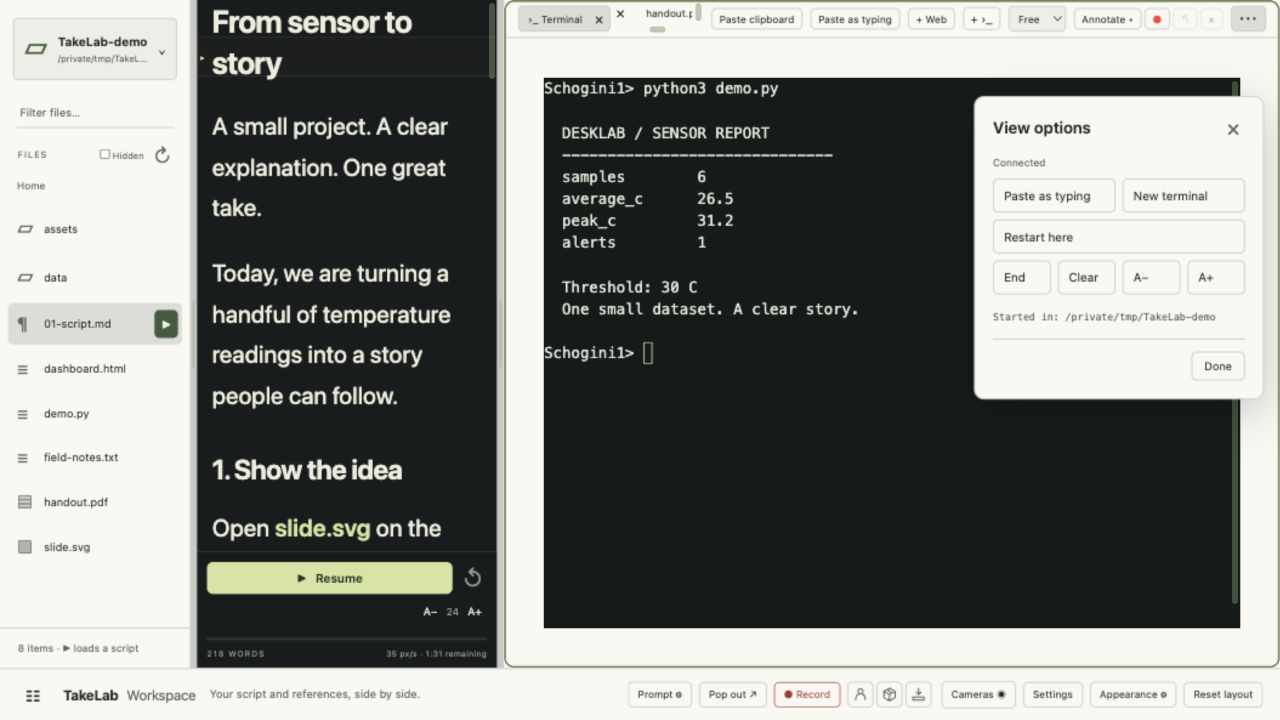 TakeLab-demo
/private/tmp/TakeL...
Filter files...
FILES
Hidden
Home
assets
data
01-script.md
dashboard.html
demo.py
field-notes.txt
handout.pdf
slide.svg
8 items · ▶ loads a script
From sensor to
story
A small project. A clear
explanation. One great
take.
Today, we are turning a
handful of temperature
readings into a story
people can follow.
1. Show the idea
Open slide.svg on the
▶ Resume
A− 24 A+
218 WORDS
35 px/s · 1:31 remaining
>_ Terminal ×
×
handout.p
Paste clipboard
Paste as typing
+ Web
+ >_
Free
Annotate
Schogini1> python3 demo.py
DESKLAB / SENSOR REPORT
------------------------------
samples 6
average_c 26.5
peak_c 31.2
alerts 1
Threshold: 30 C
One small dataset. A clear story.
Schogini1>
View options
×
Connected
Paste as typing
New terminal
Restart here
End
Clear
A−
A+
Started in: /private/tmp/TakeLab-demo
Done
TakeLab Workspace
Your script and references, side by side.
Prompt
Pop out ↗
Record
Cameras
Settings
Appearance
Reset layout